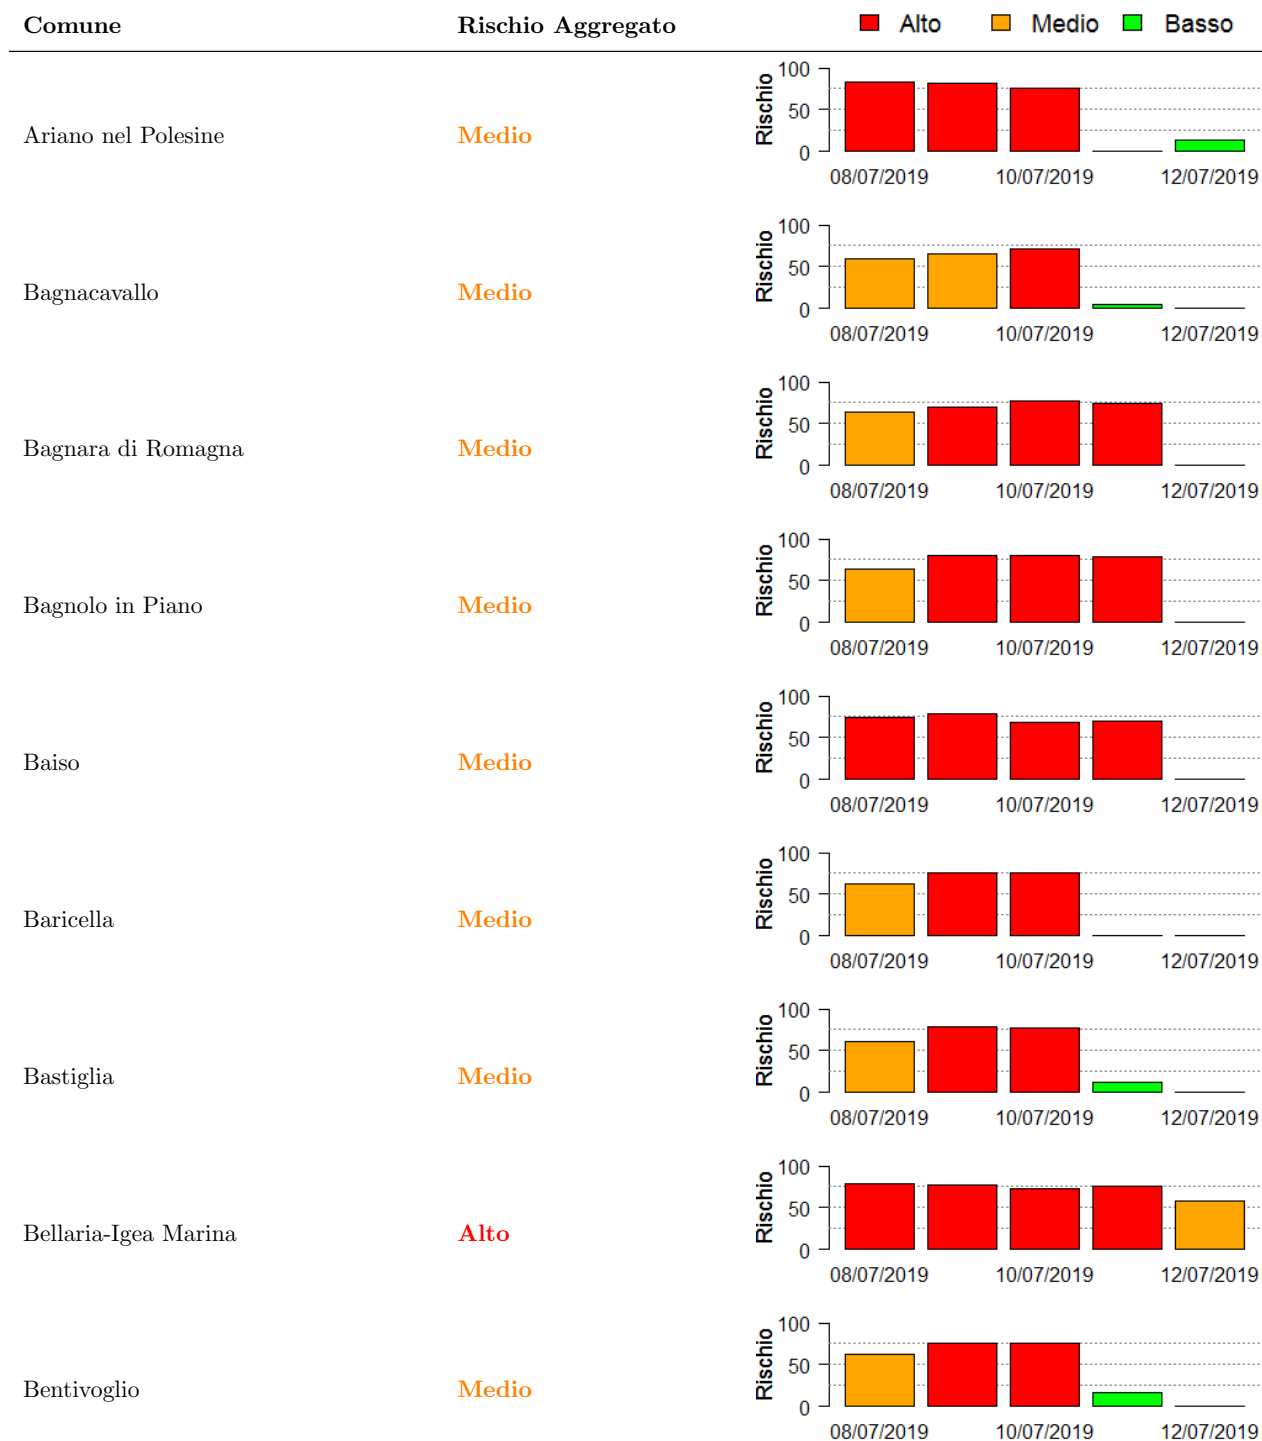 Comune Rischio Aggregato Alto Medio Basso
Ariano nel Polesine Medio
Rischio
100
50
0
08/07/2019 10/07/2019 12/07/2019
Bagnacavallo Medio
Rischio
100
50
0
08/07/2019 10/07/2019 12/07/2019
Bagnara di Romagna Medio
Rischio
100
50
0
08/07/2019 10/07/2019 12/07/2019
Bagnolo in Piano Medio
Rischio
100
50
0
08/07/2019 10/07/2019 12/07/2019
Baiso Medio
Rischio
100
50
0
08/07/2019 10/07/2019 12/07/2019
Baricella Medio
Rischio
100
50
0
08/07/2019 10/07/2019 12/07/2019
Bastiglia Medio
Rischio
100
50
0
08/07/2019 10/07/2019 12/07/2019
Bellaria-Igea Marina Alto
Rischio
100
50
0
08/07/2019 10/07/2019 12/07/2019
Bentivoglio Medio
Rischio
100
50
0
08/07/2019 10/07/2019 12/07/2019